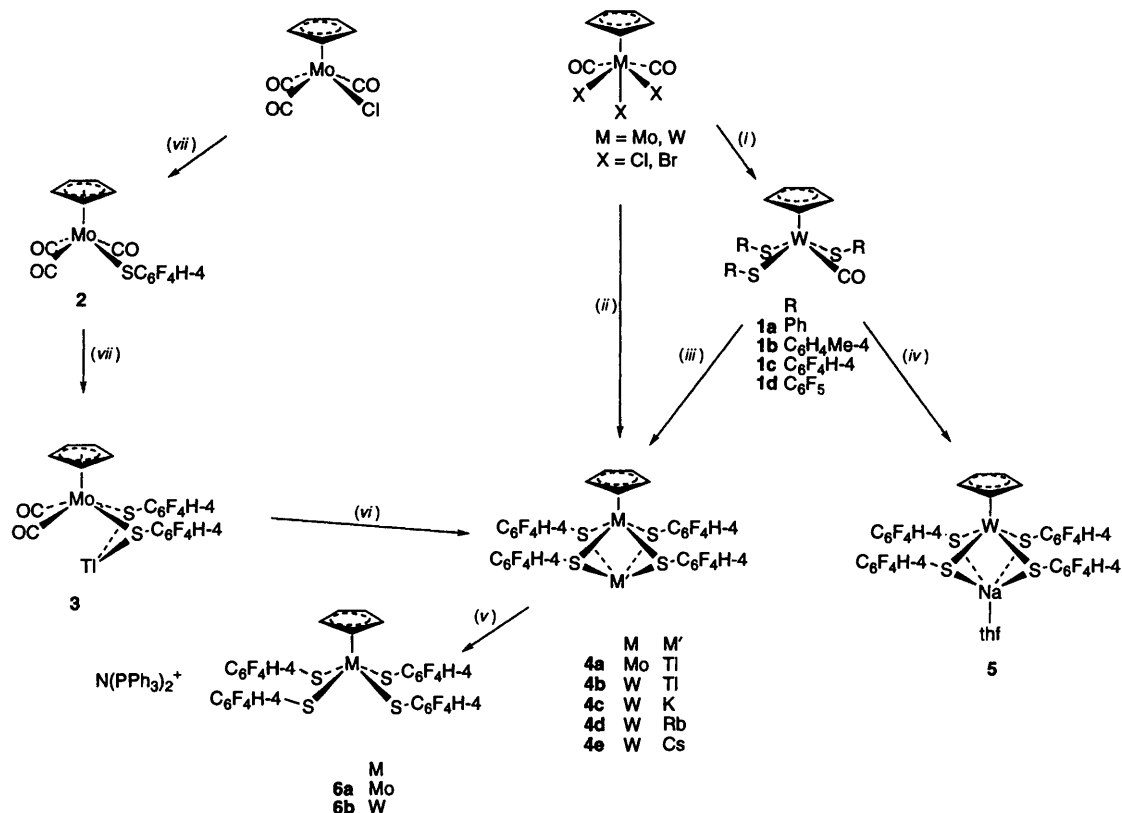 Mo
OC
CO
OC
Cl
(vii)
M
OC
CO
X
X
X
M = Mo, W
X = Cl, Br
(i)
Mo
OC
CO
OC
SC₆F₄H-4
2
(vii)
(ii)
W
R
S
S
R
R
S
CO
R
1a Ph
1b C₆H₄Me-4
1c C₆F₄H-4
1d C₆F₅
(iii)
(iv)
Mo
OC
OC
SC₆F₄H-4
SC₆F₄H-4
Tl
3
(vi)
C₆F₄H-4
M
C₆F₄H-4
S
S
C₆F₄H-4
S
S
C₆F₄H-4
M′
M M′
4a Mo Tl
4b W Tl
4c W K
4d W Rb
4e W Cs
C₆F₄H-4
W
C₆F₄H-4
S
S
C₆F₄H-4
S
S
C₆F₄H-4
Na
thf
5
(v)
N(PPh₃)₂⁺
C₆F₄H-4
M
C₆F₄H-4
S
S
C₆F₄H-4
S
S
C₆F₄H-4
M
6a Mo
6b W